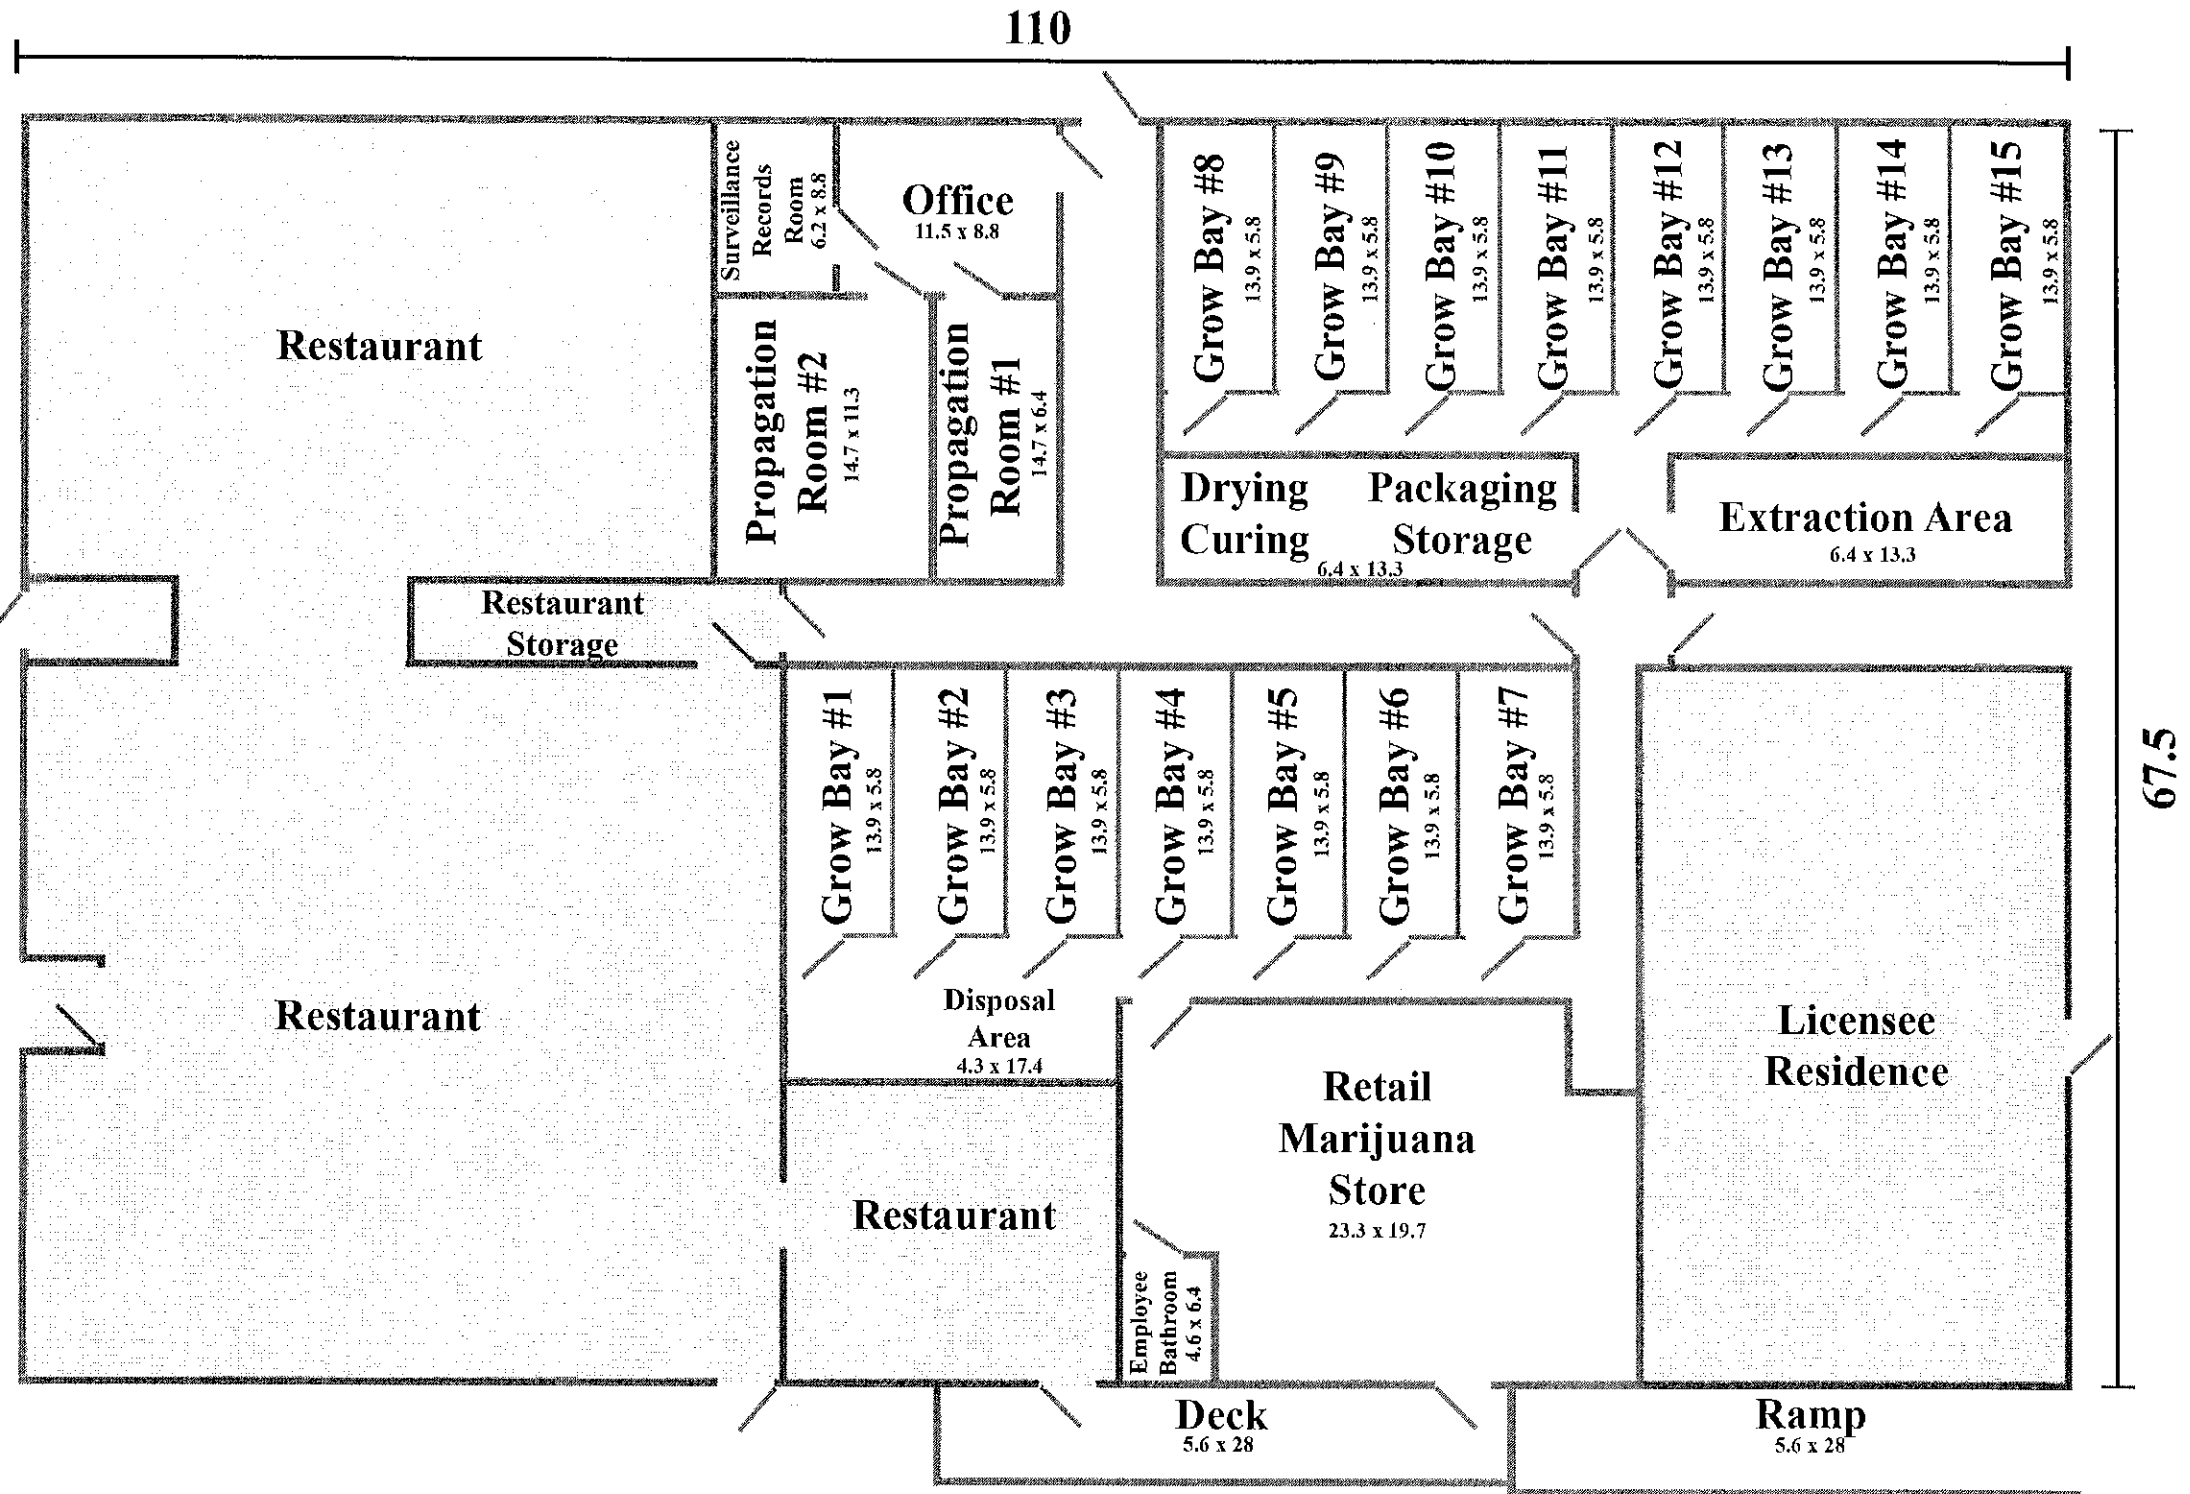 110
Surveillance
Records
Room
6.2 x 8.8
Office
11.5 x 8.8
Grow Bay #8
13.9 x 5.8
Grow Bay #9
13.9 x 5.8
Grow Bay #10
13.9 x 5.8
Grow Bay #11
13.9 x 5.8
Grow Bay #12
13.9 x 5.8
Grow Bay #13
13.9 x 5.8
Grow Bay #14
13.9 x 5.8
Grow Bay #15
13.9 x 5.8
Restaurant
Propagation
Room #2
14.7 x 11.3
Propagation
Room #1
14.7 x 6.4
Drying Packaging
Curing Storage
6.4 x 13.3
Extraction Area
6.4 x 13.3
Restaurant
Storage
67.5
Grow Bay #1
13.9 x 5.8
Grow Bay #2
13.9 x 5.8
Grow Bay #3
13.9 x 5.8
Grow Bay #4
13.9 x 5.8
Grow Bay #5
13.9 x 5.8
Grow Bay #6
13.9 x 5.8
Grow Bay #7
13.9 x 5.8
Restaurant
Disposal
Area
4.3 x 17.4
Retail
Marijuana
Store
23.3 x 19.7
Licensee
Residence
Restaurant
Employee
Bathroom
4.6 x 6.4
Deck
5.6 x 28
Ramp
5.6 x 28